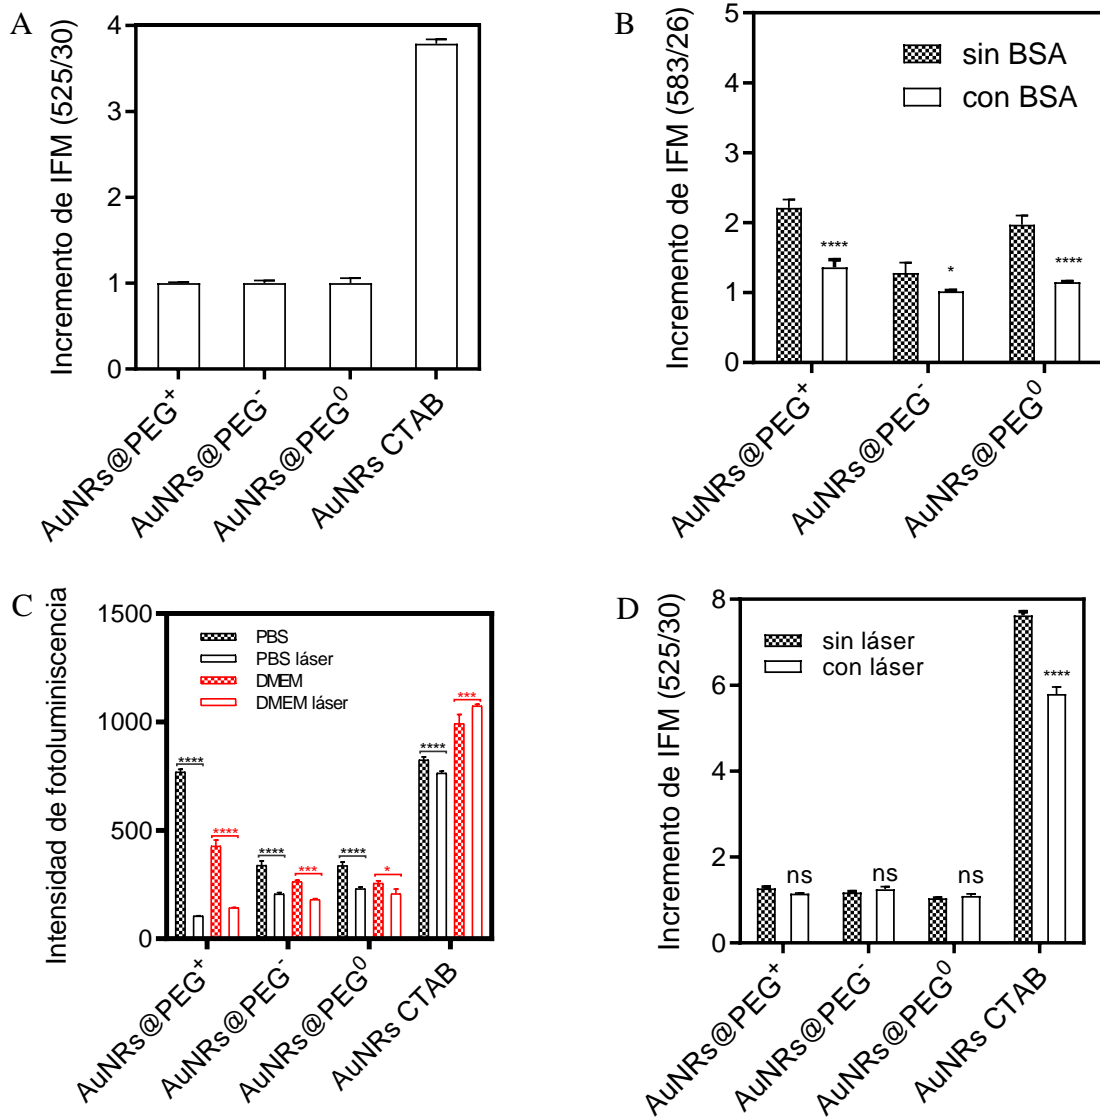 A
Incremento de IFM (525/30)
4
3
2
1
0
AuNRs@PEG⁺
AuNRs@PEG⁻
AuNRs@PEG⁰
AuNRs CTAB
B
Incremento de IFM (583/26)
5
4
3
2
1
0
sin BSA
con BSA
****
*
****
AuNRs@PEG⁺
AuNRs@PEG⁻
AuNRs@PEG⁰
C
Intensidad de fotoluminiscencia
1500
1000
500
0
PBS
PBS láser
DMEM
DMEM láser
****
****
****
***
****
*
****
***
AuNRs@PEG⁺
AuNRs@PEG⁻
AuNRs@PEG⁰
AuNRs CTAB
D
Incremento de IFM (525/30)
8
6
4
2
0
sin láser
con láser
ns
ns
ns
****
AuNRs@PEG⁺
AuNRs@PEG⁻
AuNRs@PEG⁰
AuNRs CTAB